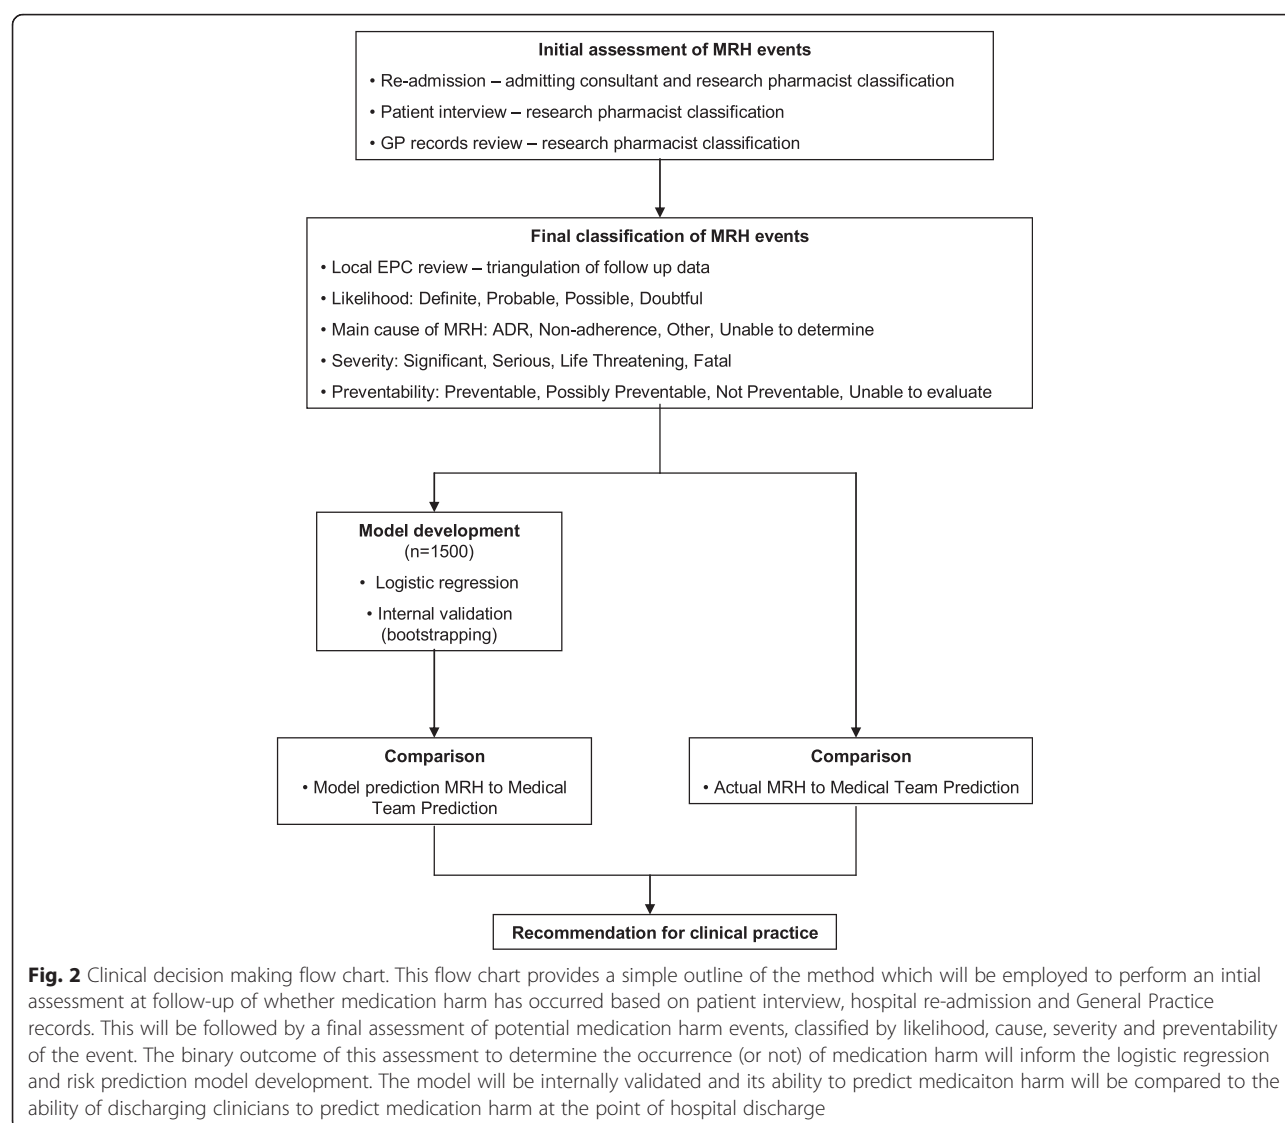 Initial assessment of MRH events
• Re-admission – admitting consultant and research pharmacist classification
• Patient interview – research pharmacist classification
• GP records review – research pharmacist classification
Final classification of MRH events
• Local EPC review – triangulation of follow up data
• Likelihood: Definite, Probable, Possible, Doubtful
• Main cause of MRH: ADR, Non-adherence, Other, Unable to determine
• Severity: Significant, Serious, Life Threatening, Fatal
• Preventability: Preventable, Possibly Preventable, Not Preventable, Unable to evaluate
Model development
(n=1500)
• Logistic regression
• Internal validation
(bootstrapping)
Comparison
• Model prediction MRH to Medical
Team Prediction
Comparison
• Actual MRH to Medical Team Prediction
Recommendation for clinical practice
Fig. 2 Clinical decision making flow chart. This flow chart provides a simple outline of the method which will be employed to perform an intial
assessment at follow-up of whether medication harm has occurred based on patient interview, hospital re-admission and General Practice
records. This will be followed by a final assessment of potential medication harm events, classified by likelihood, cause, severity and preventability
of the event. The binary outcome of this assessment to determine the occurrence (or not) of medication harm will inform the logistic regression
and risk prediction model development. The model will be internally validated and its ability to predict medicaiton harm will be compared to the
ability of discharging clinicians to predict medication harm at the point of hospital discharge